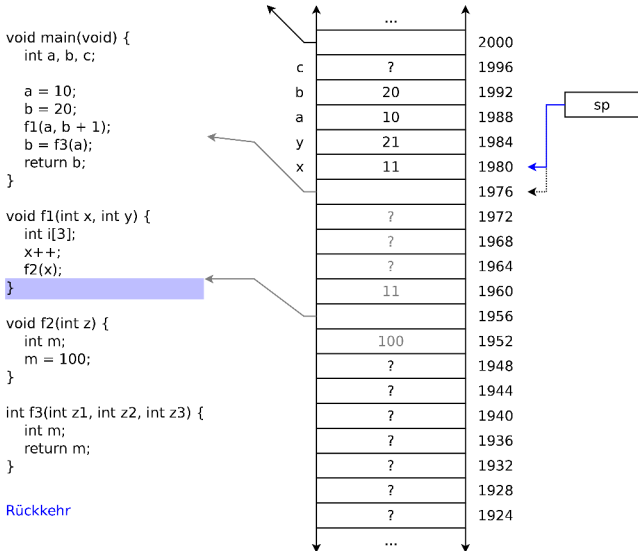 void main(void) {
int a, b, c;
a = 10;
b = 20;
f1(a, b + 1);
b = f3(a);
return b;
}
void f1(int x, int y) {
int i[3];
x++;
f2(x);
}
void f2(int z) {
int m;
m = 100;
}
int f3(int z1, int z2, int z3) {
int m;
return m;
}
Rückkehr
...
2000
c ? 1996
b 20 1992
a 10 1988
y 21 1984
x 11 1980
1976
? 1972
? 1968
? 1964
11 1960
1956
100 1952
? 1948
? 1944
? 1940
? 1936
? 1932
? 1928
? 1924
...
sp